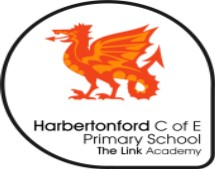 Harbertonford C of E
Primary School
The Link Academy